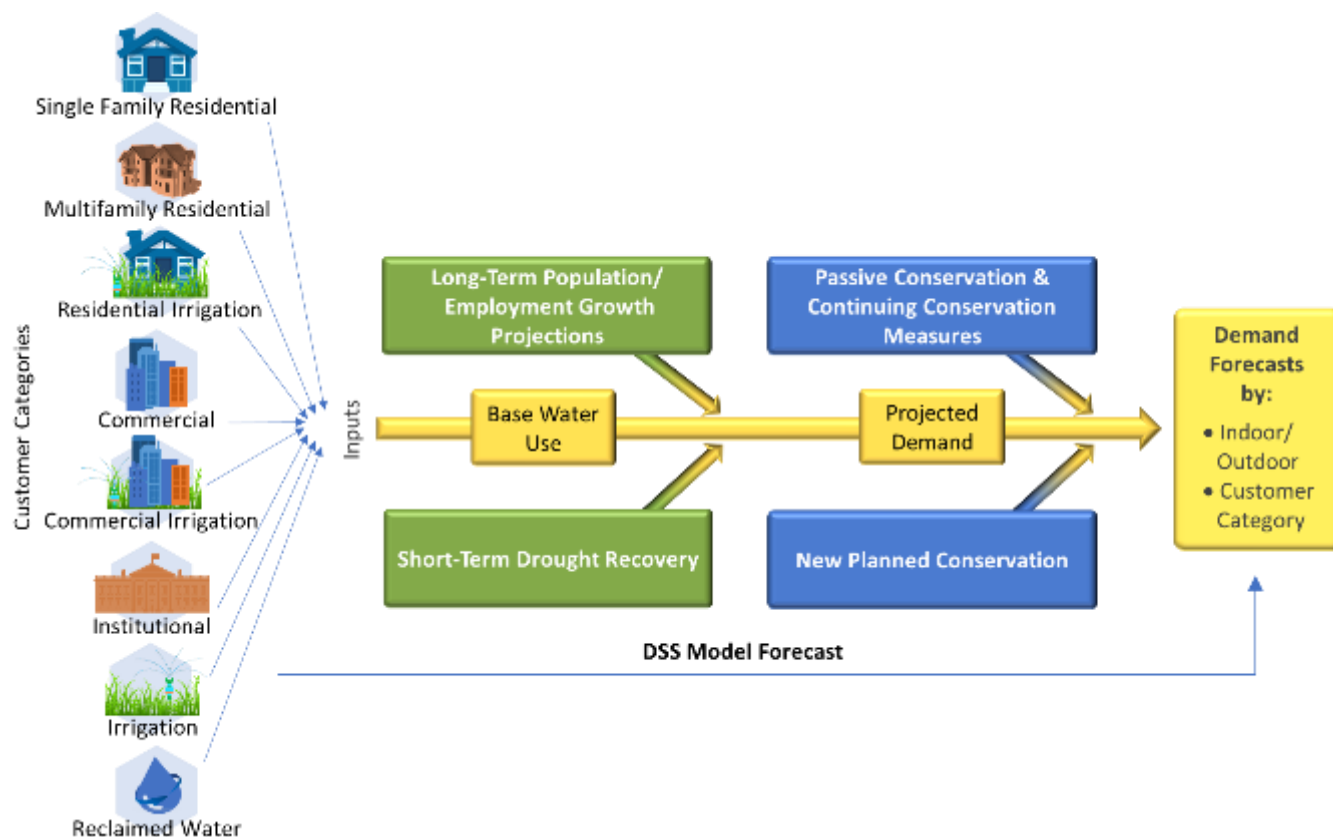 Customer Categories
Single Family Residential
Multifamily Residential
Residential Irrigation
Commercial
Commercial Irrigation
Institutional
Irrigation
Reclaimed Water
Inputs
Long-Term Population/
Employment Growth
Projections
Base Water
Use
Short-Term Drought Recovery
Passive Conservation &
Continuing Conservation
Measures
Projected
Demand
New Planned Conservation
Demand
Forecasts
by:
• Indoor/
Outdoor
• Customer
Category
DSS Model Forecast